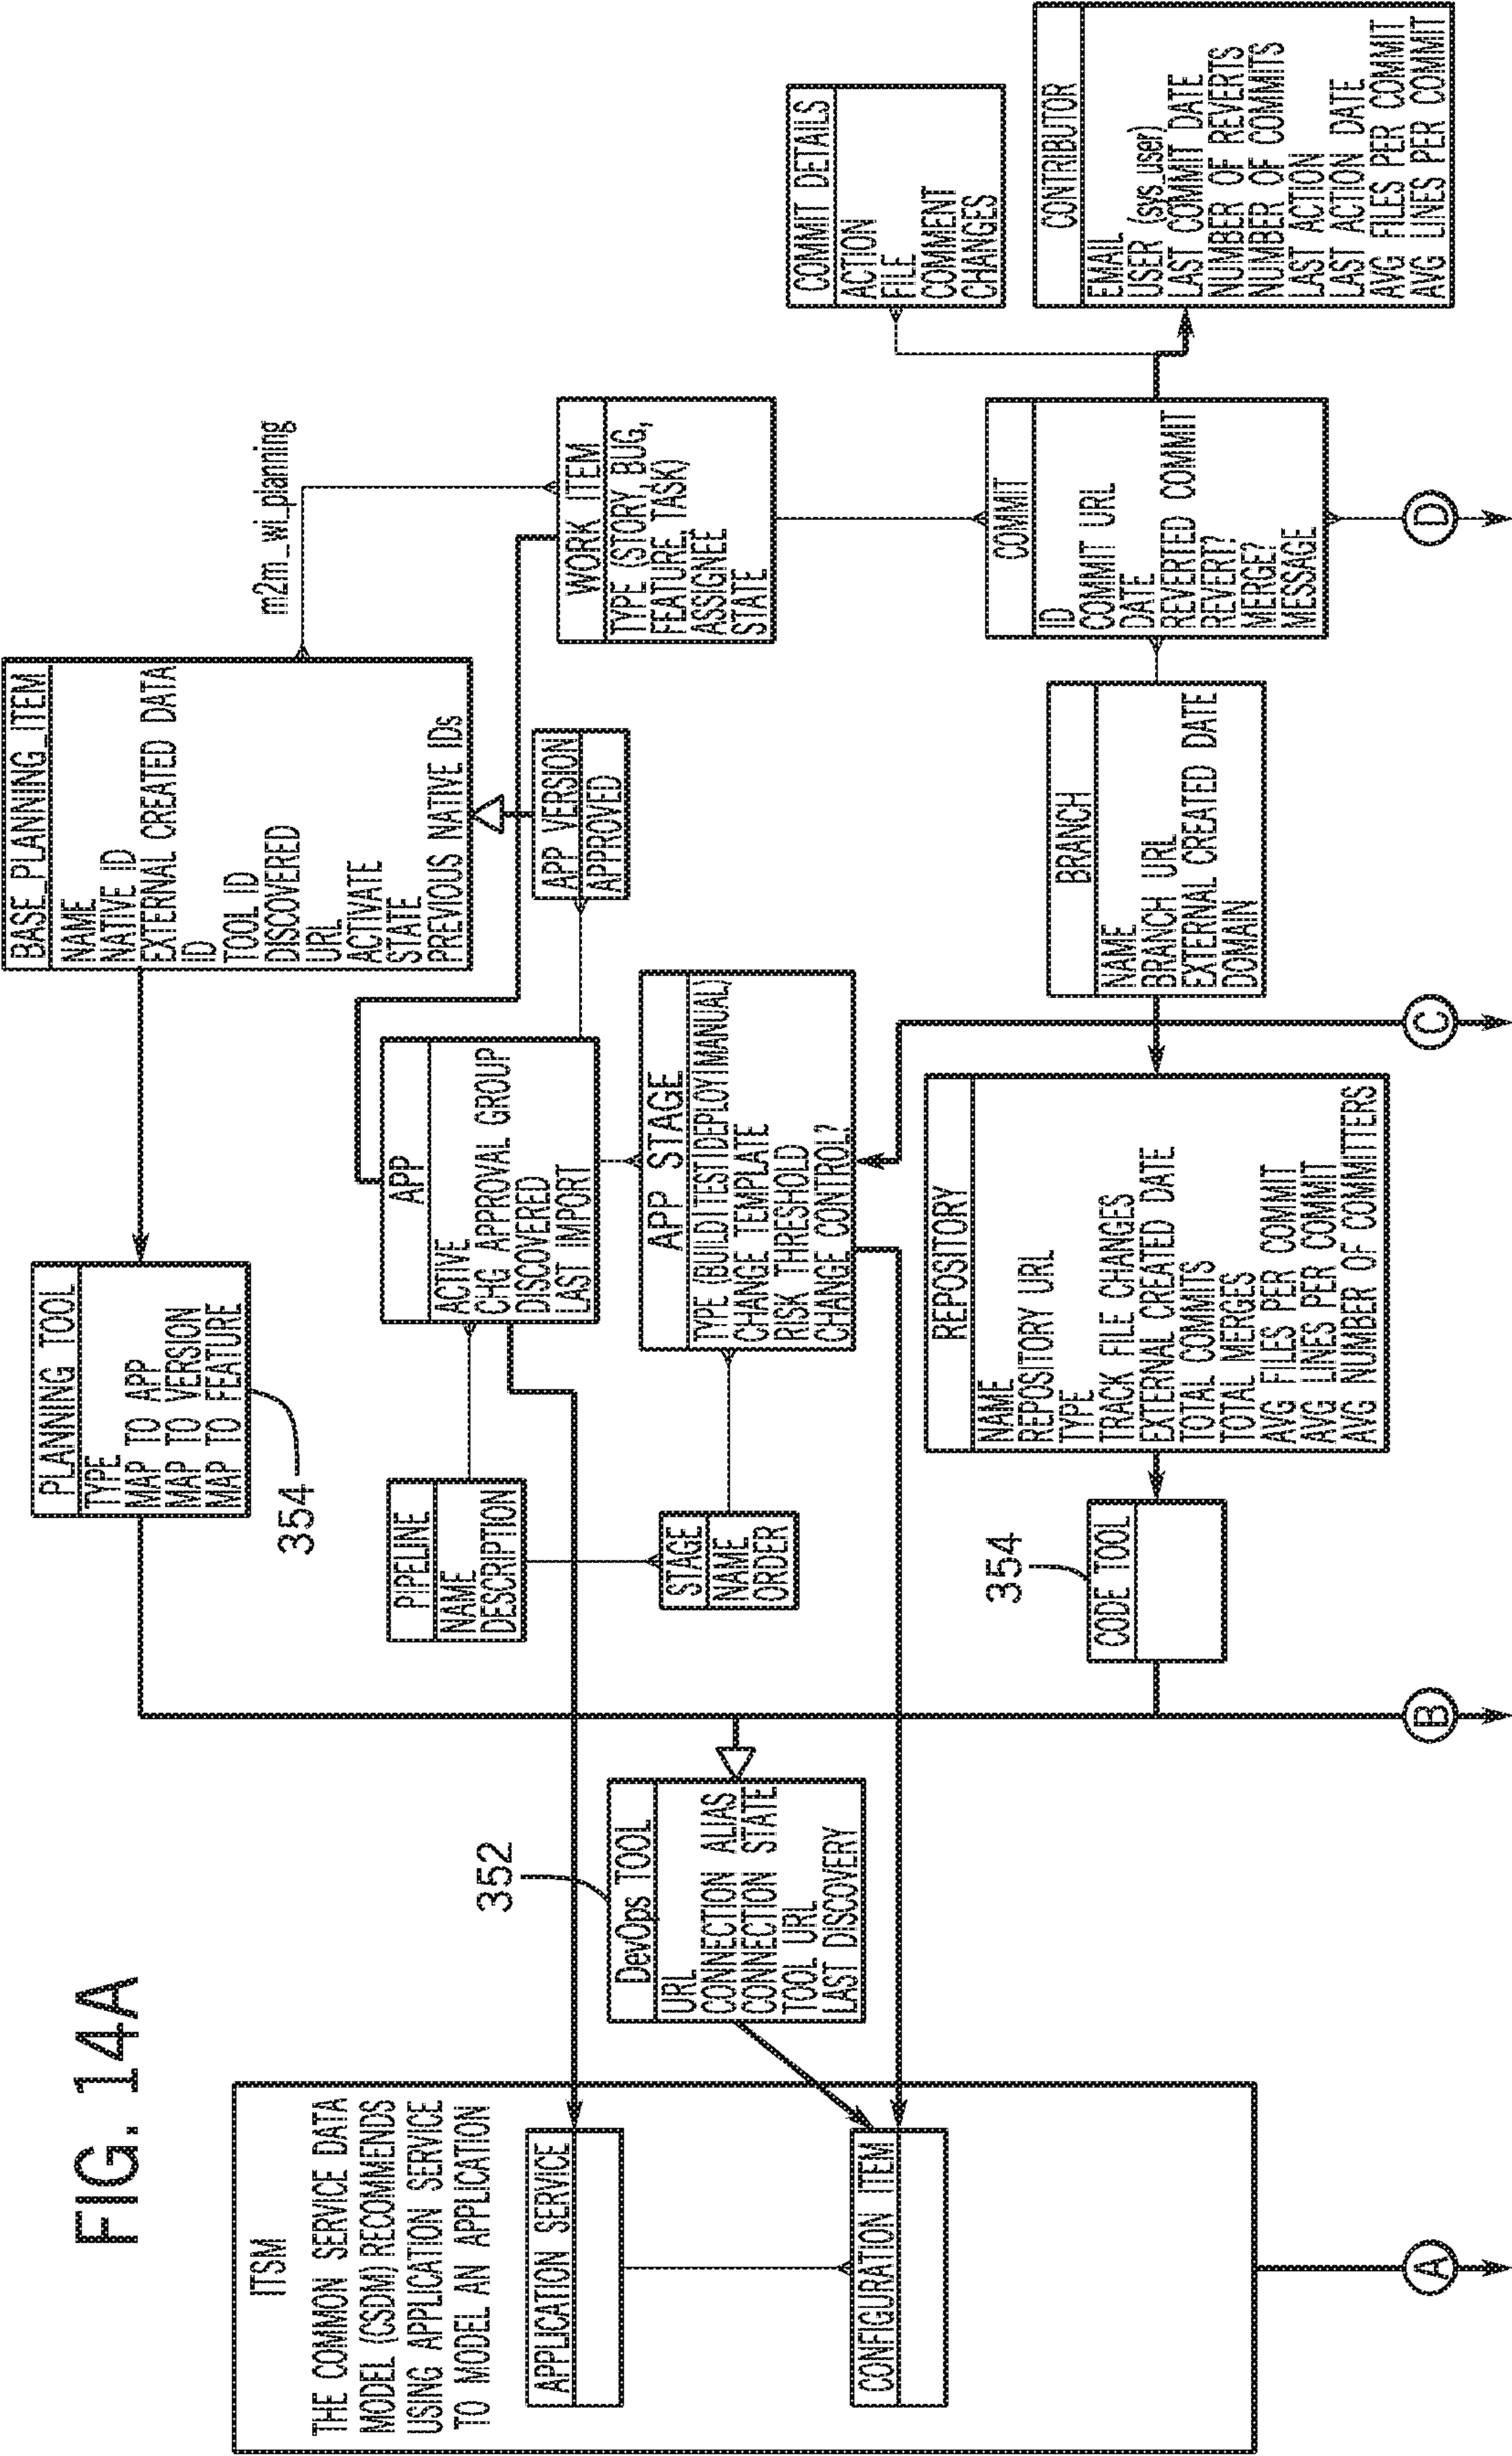 FIG. 14A
ITSM
THE COMMON SERVICE DATA
MODEL (CSDM) RECOMMENDS
USING APPLICATION SERVICE
TO MODEL AN APPLICATION
APPLICATION SERVICE
CONFIGURATION ITEM
A
352
DevOps TOOL
URL
CONNECTION ALIAS
CONNECTION STATE
TOOL URL
LAST DISCOVERY
B
PLANNING TOOL
TYPE
MAP TO APP
MAP TO VERSION
MAP TO FEATURE
354
PIPELINE
NAME
DESCRIPTION
STAGE
NAME
ORDER
354
CODE TOOL
APP
ACTIVE
CHG APPROVAL GROUP
DISCOVERED
LAST IMPORT
APP STAGE
TYPE (BUILD|TEST|DEPLOY|MANUAL)
CHANGE TEMPLATE
RISK THRESHOLD
CHANGE CONTROL?
REPOSITORY
NAME
REPOSITORY URL
TYPE
TRACK FILE CHANGES
EXTERNAL CREATED DATE
TOTAL COMMITS
TOTAL MERGES
AVG FILES PER COMMIT
AVG LINES PER COMMIT
AVG NUMBER OF COMMITTERS
C
BASE_PLANNING_ITEM
NAME
NATIVE ID
EXTERNAL CREATED DATA
ID
TOOL ID
DISCOVERED
URL
ACTIVATE
STATE
PREVIOUS NATIVE IDs
APP VERSION
APPROVED
BRANCH
NAME
BRANCH URL
EXTERNAL CREATED DATE
DOMAIN
m2m_wi_planning
WORK ITEM
TYPE (STORY, BUG,
FEATURE, TASK)
ASSIGNEE
STATE
COMMIT
ID
COMMIT URL
DATE
REVERTED COMMIT
REVERT?
MERGE?
MESSAGE
D
COMMIT DETAILS
ACTION
FILE
COMMENT
CHANGES
CONTRIBUTOR
EMAIL
USER (sys_user)
LAST COMMIT DATE
NUMBER OF REVERTS
NUMBER OF COMMITS
LAST ACTION
LAST ACTION DATE
AVG FILES PER COMMIT
AVG LINES PER COMMIT